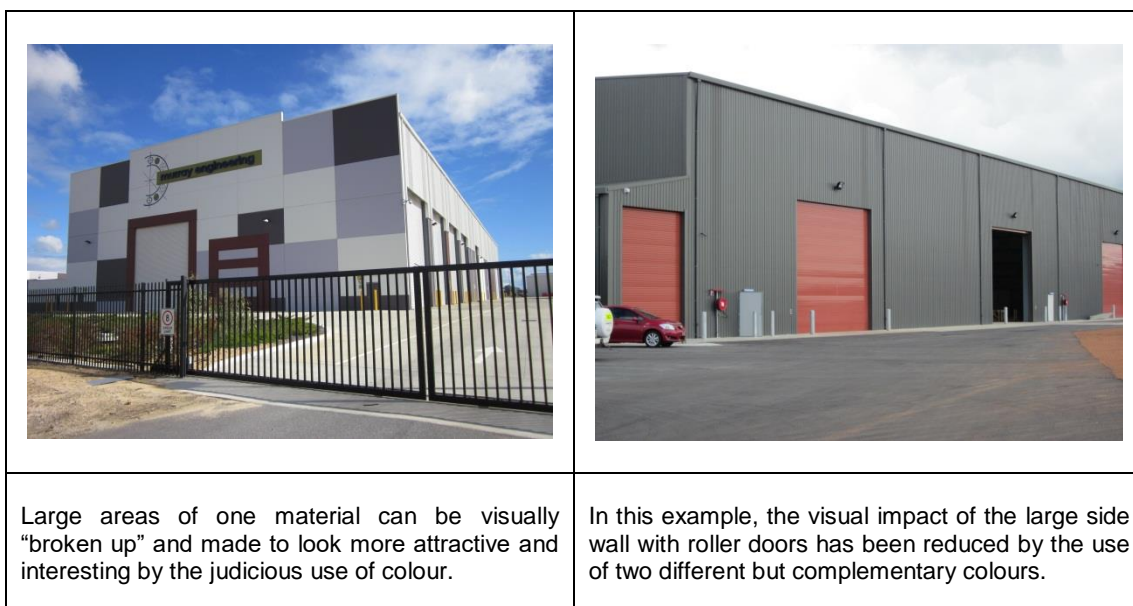 murray engineering
Large areas of one material can be visually
“broken up” and made to look more attractive and
interesting by the judicious use of colour.
In this example, the visual impact of the large side
wall with roller doors has been reduced by the use
of two different but complementary colours.